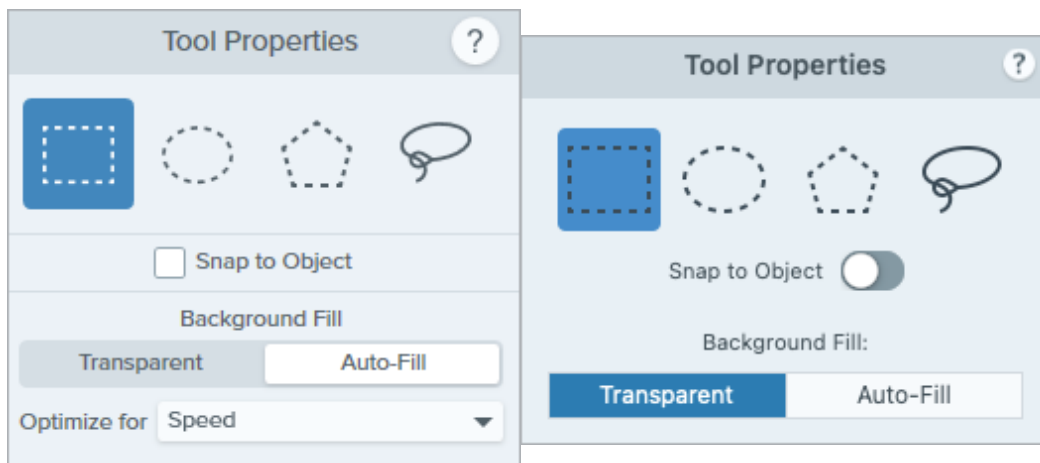 Tool Properties ?
Snap to Object
Background Fill
Transparent Auto-Fill
Optimize for Speed
Tool Properties ?
Snap to Object
Background Fill:
Transparent Auto-Fill